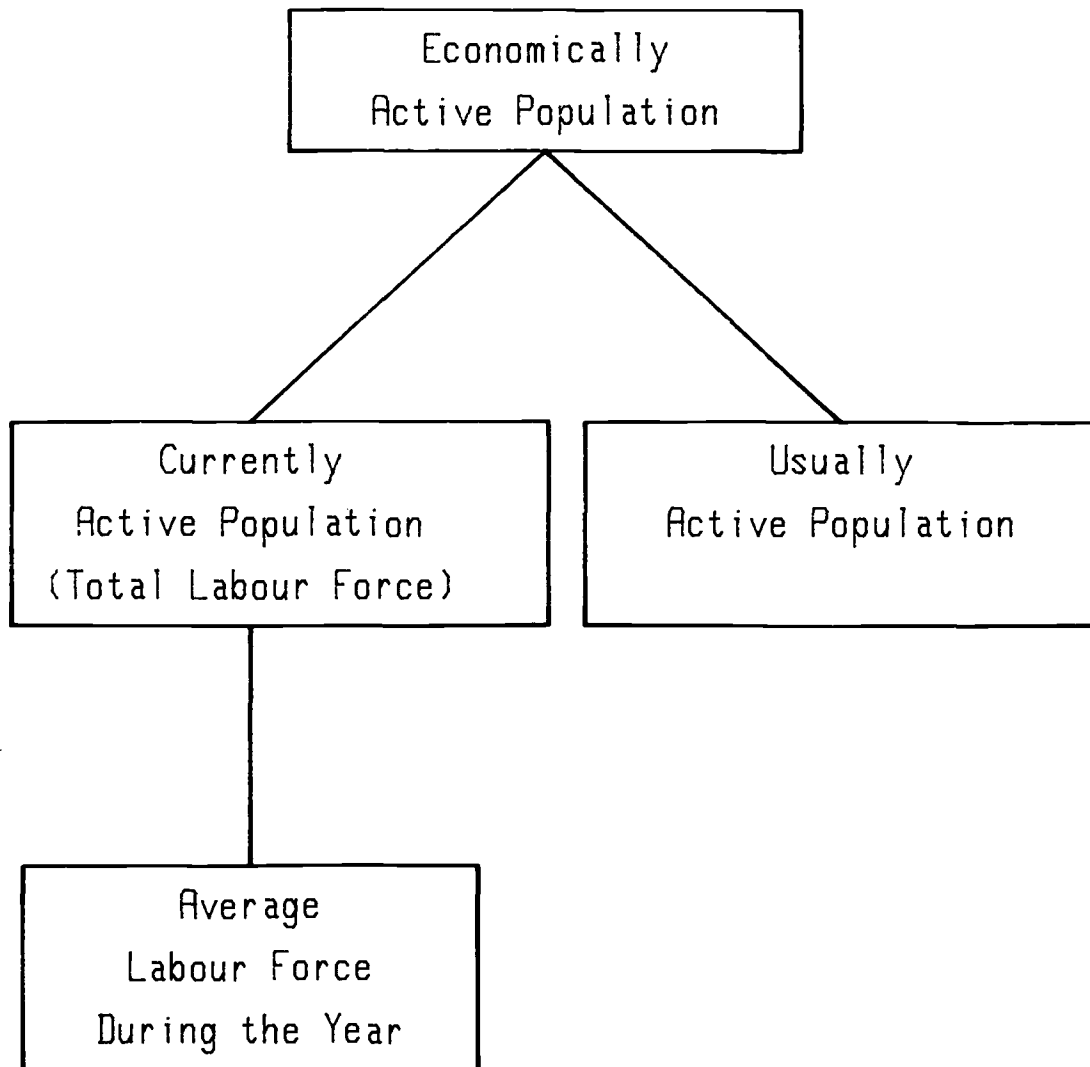 Economically
Active Population
Currently
Active Population
(Total Labour Force)
Usually
Active Population
Average
Labour Force
During the Year